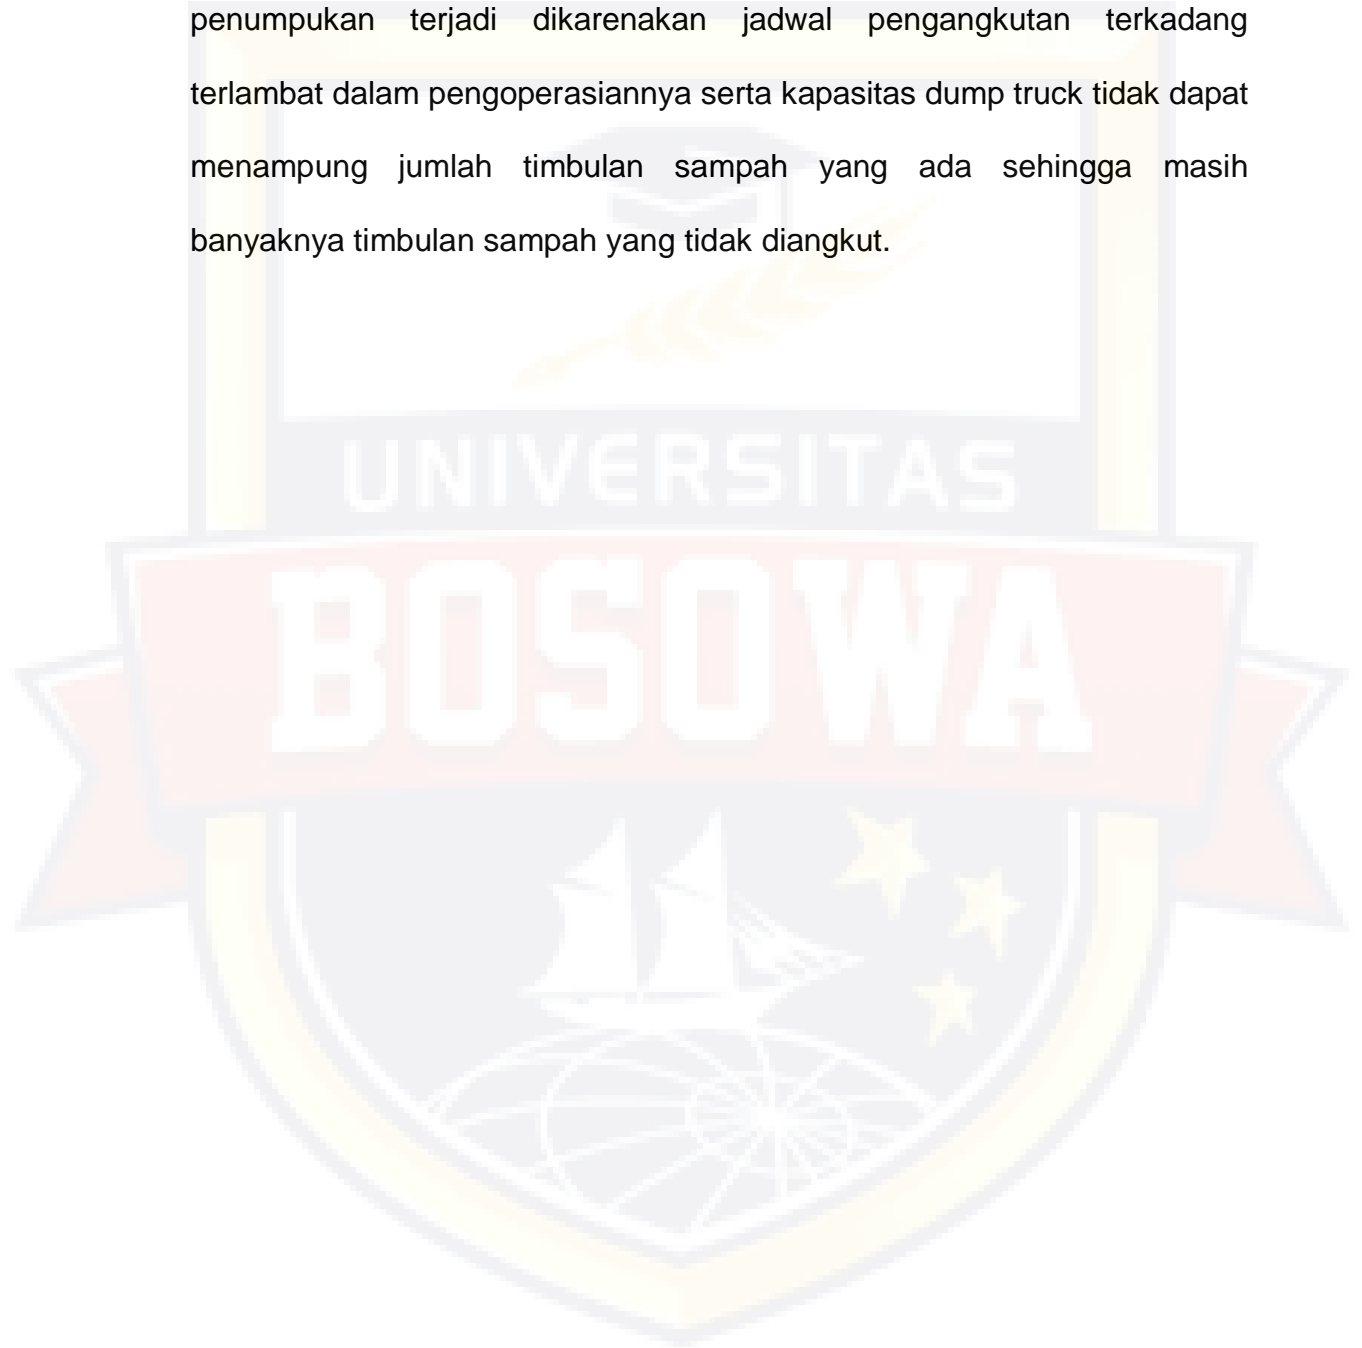 penumpukan terjadi dikarenakan jadwal pengangkutan terkadang
terlambat dalam pengoperasiannya serta kapasitas dump truck tidak dapat
menampung jumlah timbulan sampah yang ada sehingga masih
banyaknya timbulan sampah yang tidak diangkut.
UNIVERSITAS
BOSOWA